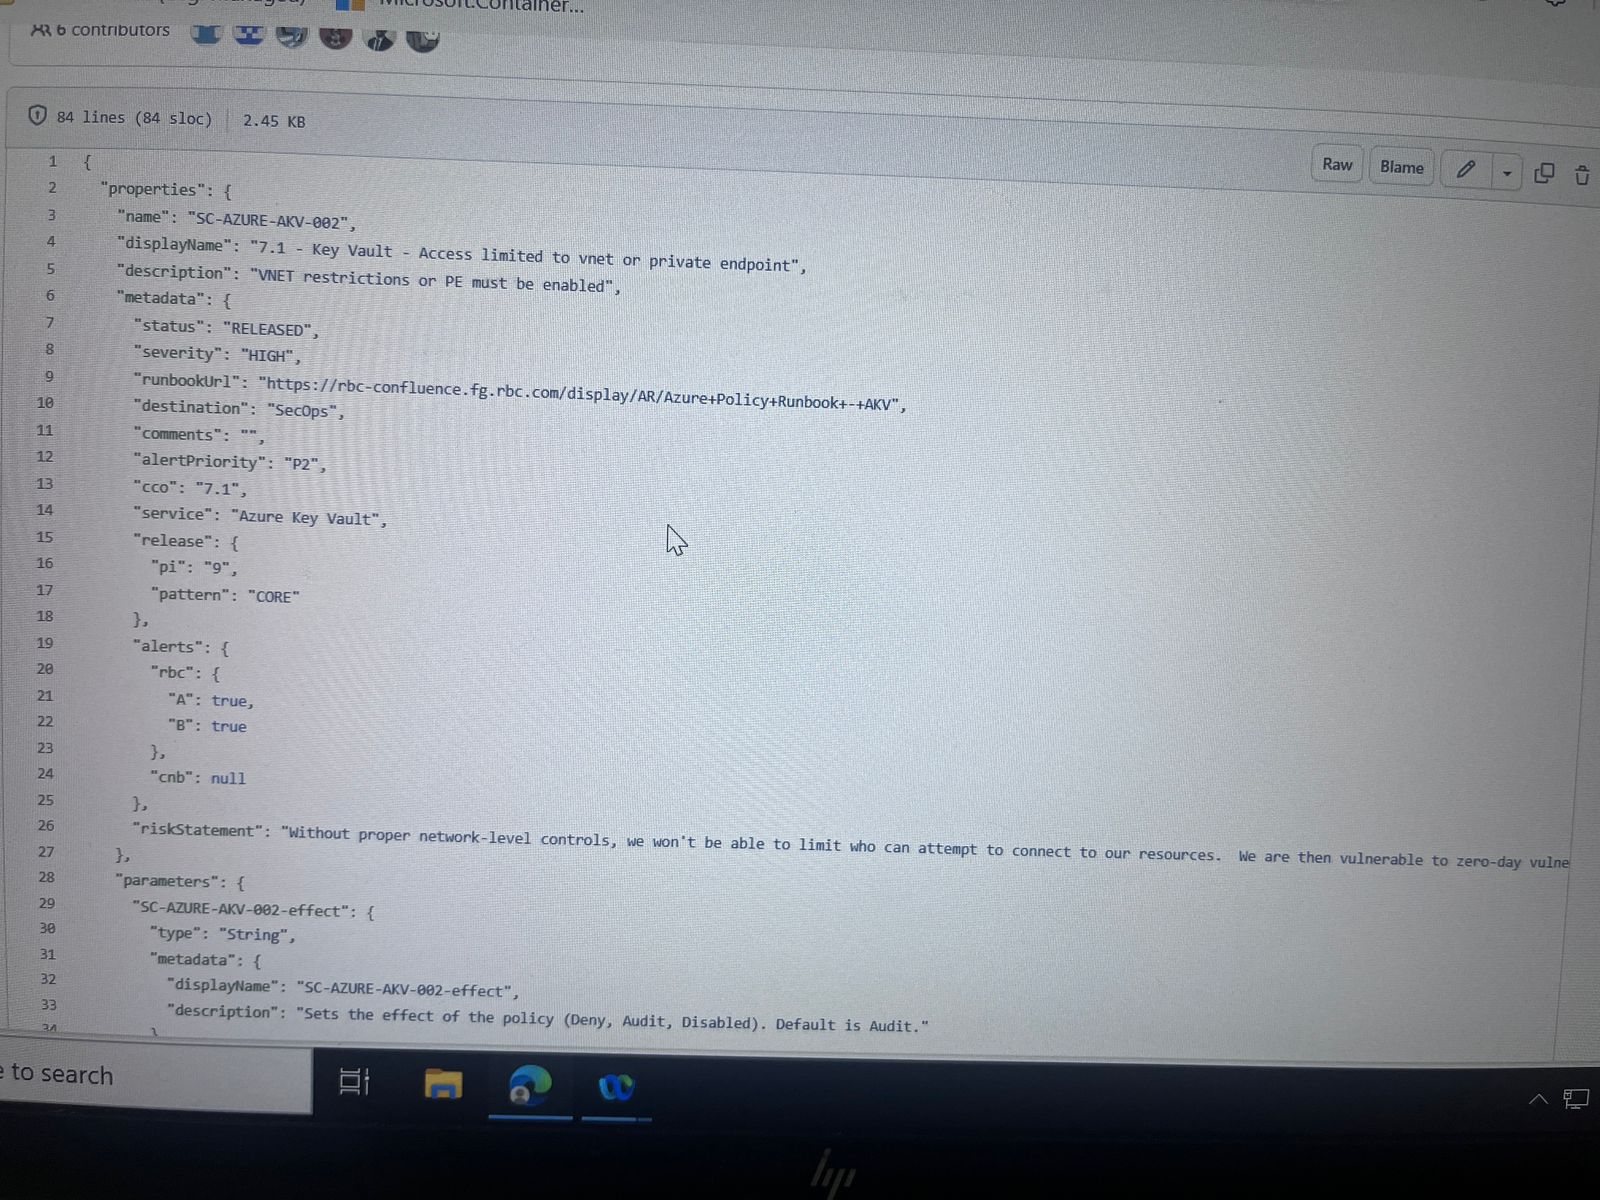 6 contributors
84 lines (84 sloc) 2.45 KB
Raw Blame
1 {
2 "properties": {
3 "name": "SC-AZURE-AKV-002",
4 "displayName": "7.1 - Key Vault - Access limited to vnet or private endpoint",
5 "description": "VNET restrictions or PE must be enabled",
6 "metadata": {
7 "status": "RELEASED",
8 "severity": "HIGH",
9 "runbookUrl": "https://rbc-confluence.fg.rbc.com/display/AR/Azure+Policy+Runbook+-+AKV",
10 "destination": "SecOps",
11 "comments": "",
12 "alertPriority": "P2",
13 "cco": "7.1",
14 "service": "Azure Key Vault",
15 "release": {
16 "pi": "9",
17 "pattern": "CORE"
18 },
19 "alerts": {
20 "rbc": {
21 "A": true,
22 "B": true
23 },
24 "cnb": null
25 },
26 "riskStatement": "Without proper network-level controls, we won't be able to limit who can attempt to connect to our resources. We are then vulnerable to zero-day vulne
27 },
28 "parameters": {
29 "SC-AZURE-AKV-002-effect": {
30 "type": "String",
31 "metadata": {
32 "displayName": "SC-AZURE-AKV-002-effect",
33 "description": "Sets the effect of the policy (Deny, Audit, Disabled). Default is Audit."
34 }
e to search
hp